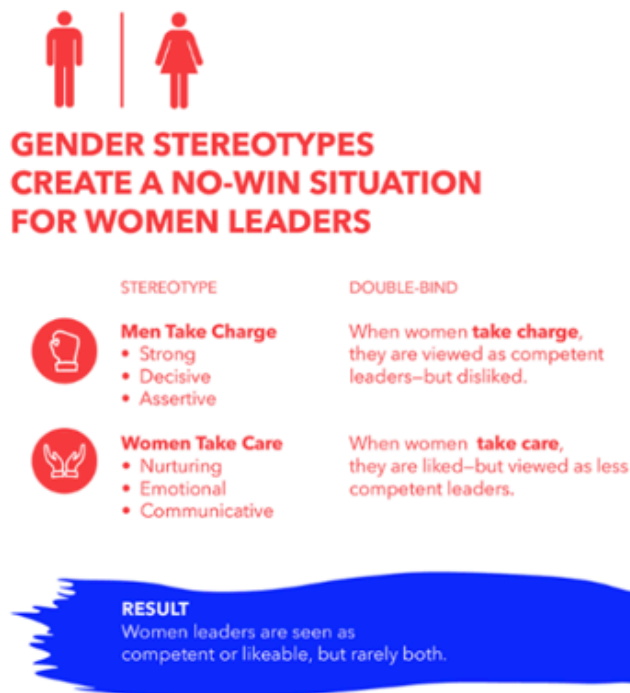 GENDER STEREOTYPES
CREATE A NO-WIN SITUATION
FOR WOMEN LEADERS
STEREOTYPE
DOUBLE-BIND
Men Take Charge
• Strong
• Decisive
• Assertive
When women take charge,
they are viewed as competent
leaders–but disliked.
Women Take Care
• Nurturing
• Emotional
• Communicative
When women take care,
they are liked–but viewed as less
competent leaders.
RESULT
Women leaders are seen as
competent or likeable, but rarely both.